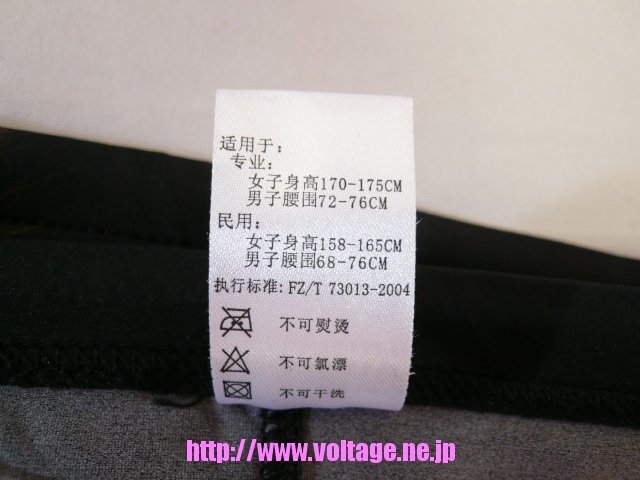 适用于:
专业:
女子身高170-175CM
男子腰围72-76CM
民用:
女子身高158-165CM
男子腰围68-76CM
执行标准: FZ/T 73013-2004
不可熨烫
不可氯漂
不可干洗
http://www.voltage.ne.jp